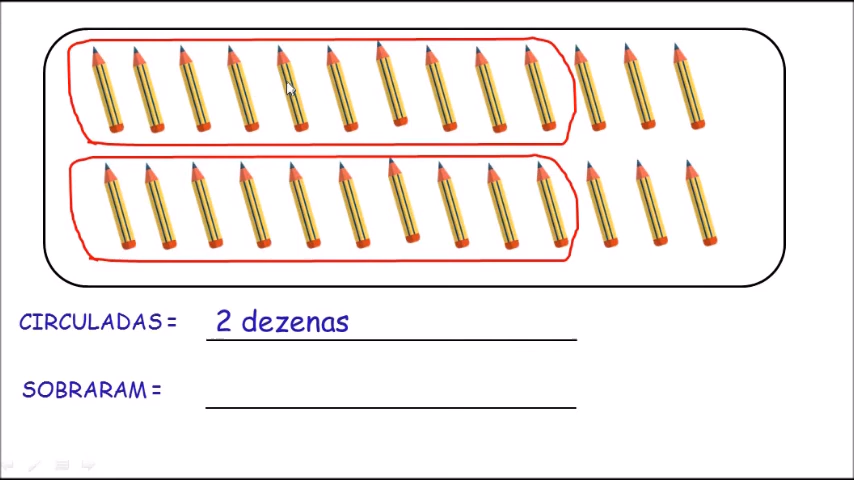 CIRCULADAS = 2 dezenas
SOBRARAM =